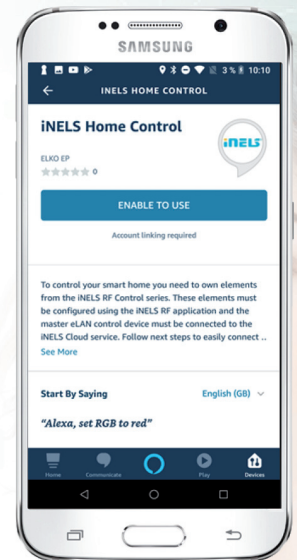 SAMSUNG
3% 10:10
INELS HOME CONTROL
iNELS Home Control
iNELS
ELKO EP
0
ENABLE TO USE
Account linking required
To control your smart home you need to own elements
from the iNELS RF Control series. These elements must
be configured using the iNELS RF application and the
master eLAN control device must be connected to the
iNELS Cloud service. Follow next steps to easily connect ..
See More
Start By Saying English (GB)
"Alexa, set RGB to red"
Home Communicate Play Devices